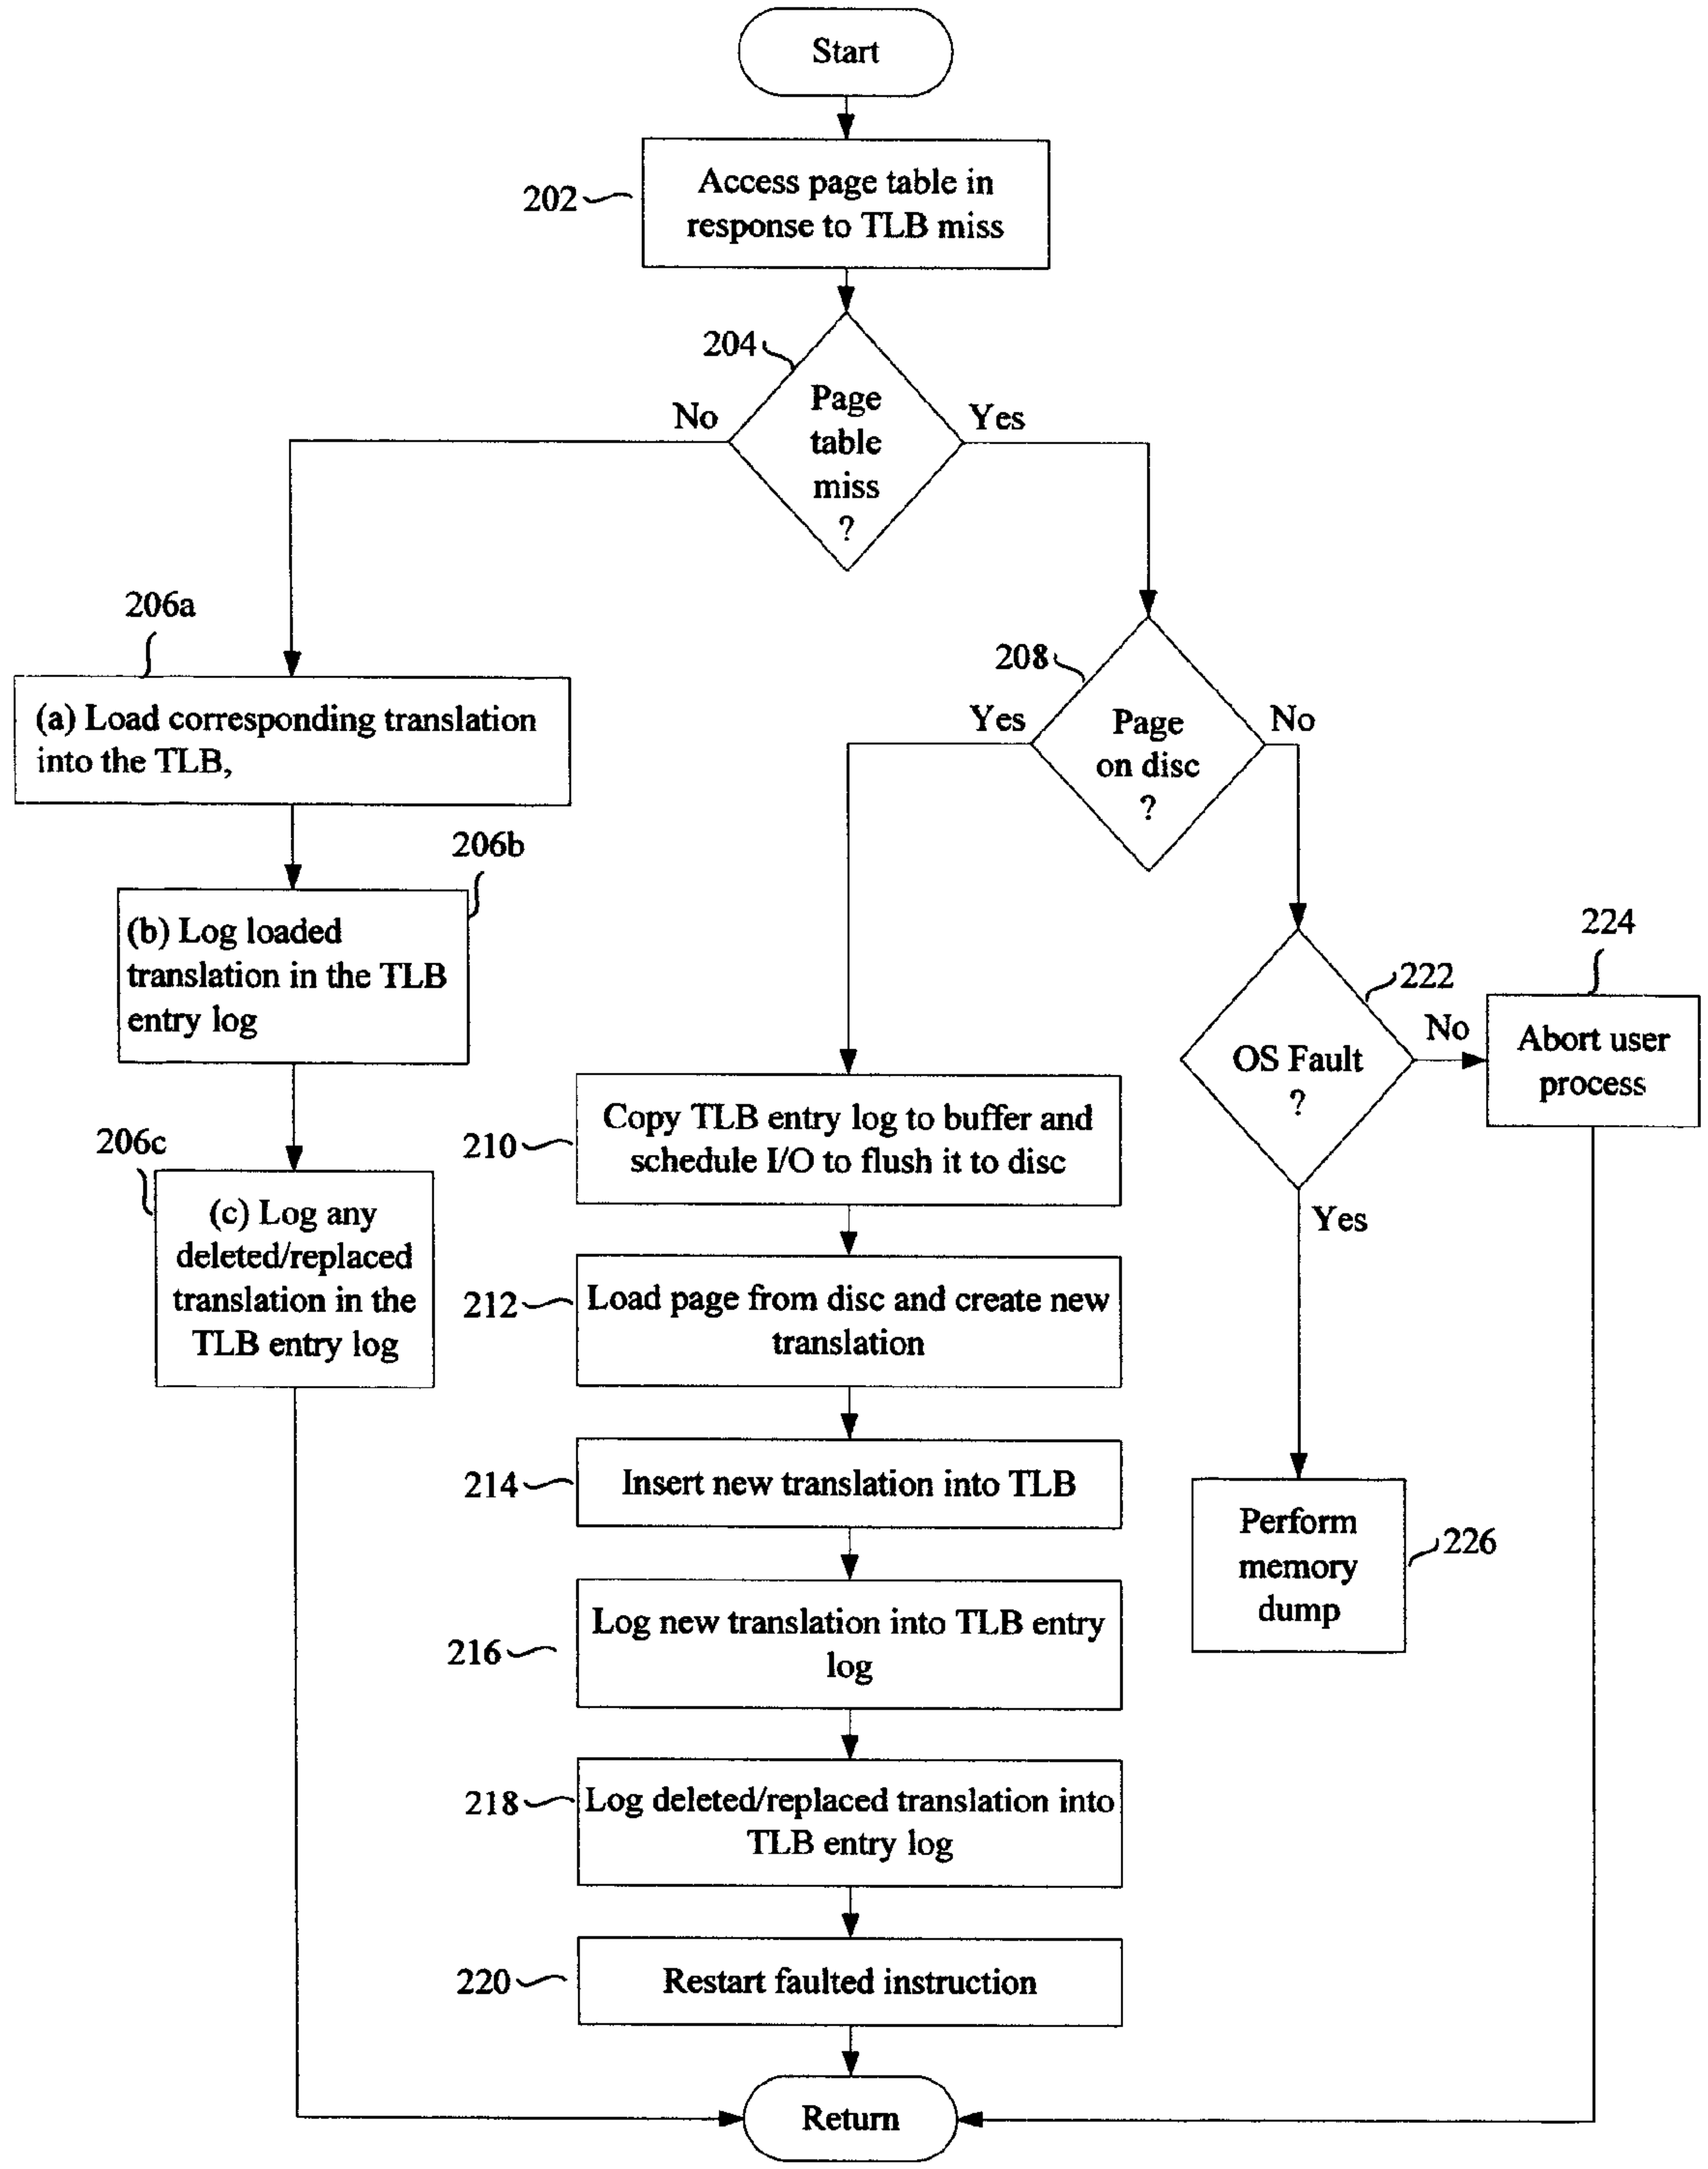 Start
202
Access page table in
response to TLB miss
204
Page
table
miss
?
No
Yes
206a
(a) Load corresponding translation
into the TLB,
206b
(b) Log loaded
translation in the TLB
entry log
206c
(c) Log any
deleted/replaced
translation in the
TLB entry log
208
Page
on disc
?
Yes
No
210
Copy TLB entry log to buffer and
schedule I/O to flush it to disc
212
Load page from disc and create new
translation
214
Insert new translation into TLB
216
Log new translation into TLB entry
log
218
Log deleted/replaced translation into
TLB entry log
220
Restart faulted instruction
222
OS Fault
?
No
Yes
224
Abort user
process
226
Perform
memory
dump
Return